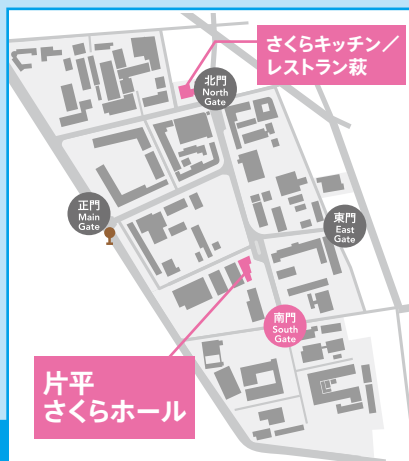 さくらキッチン／
レストラン萩
北門
North
Gate
正門
Main
Gate
東門
East
Gate
南門
South
Gate
片平
さくらホール